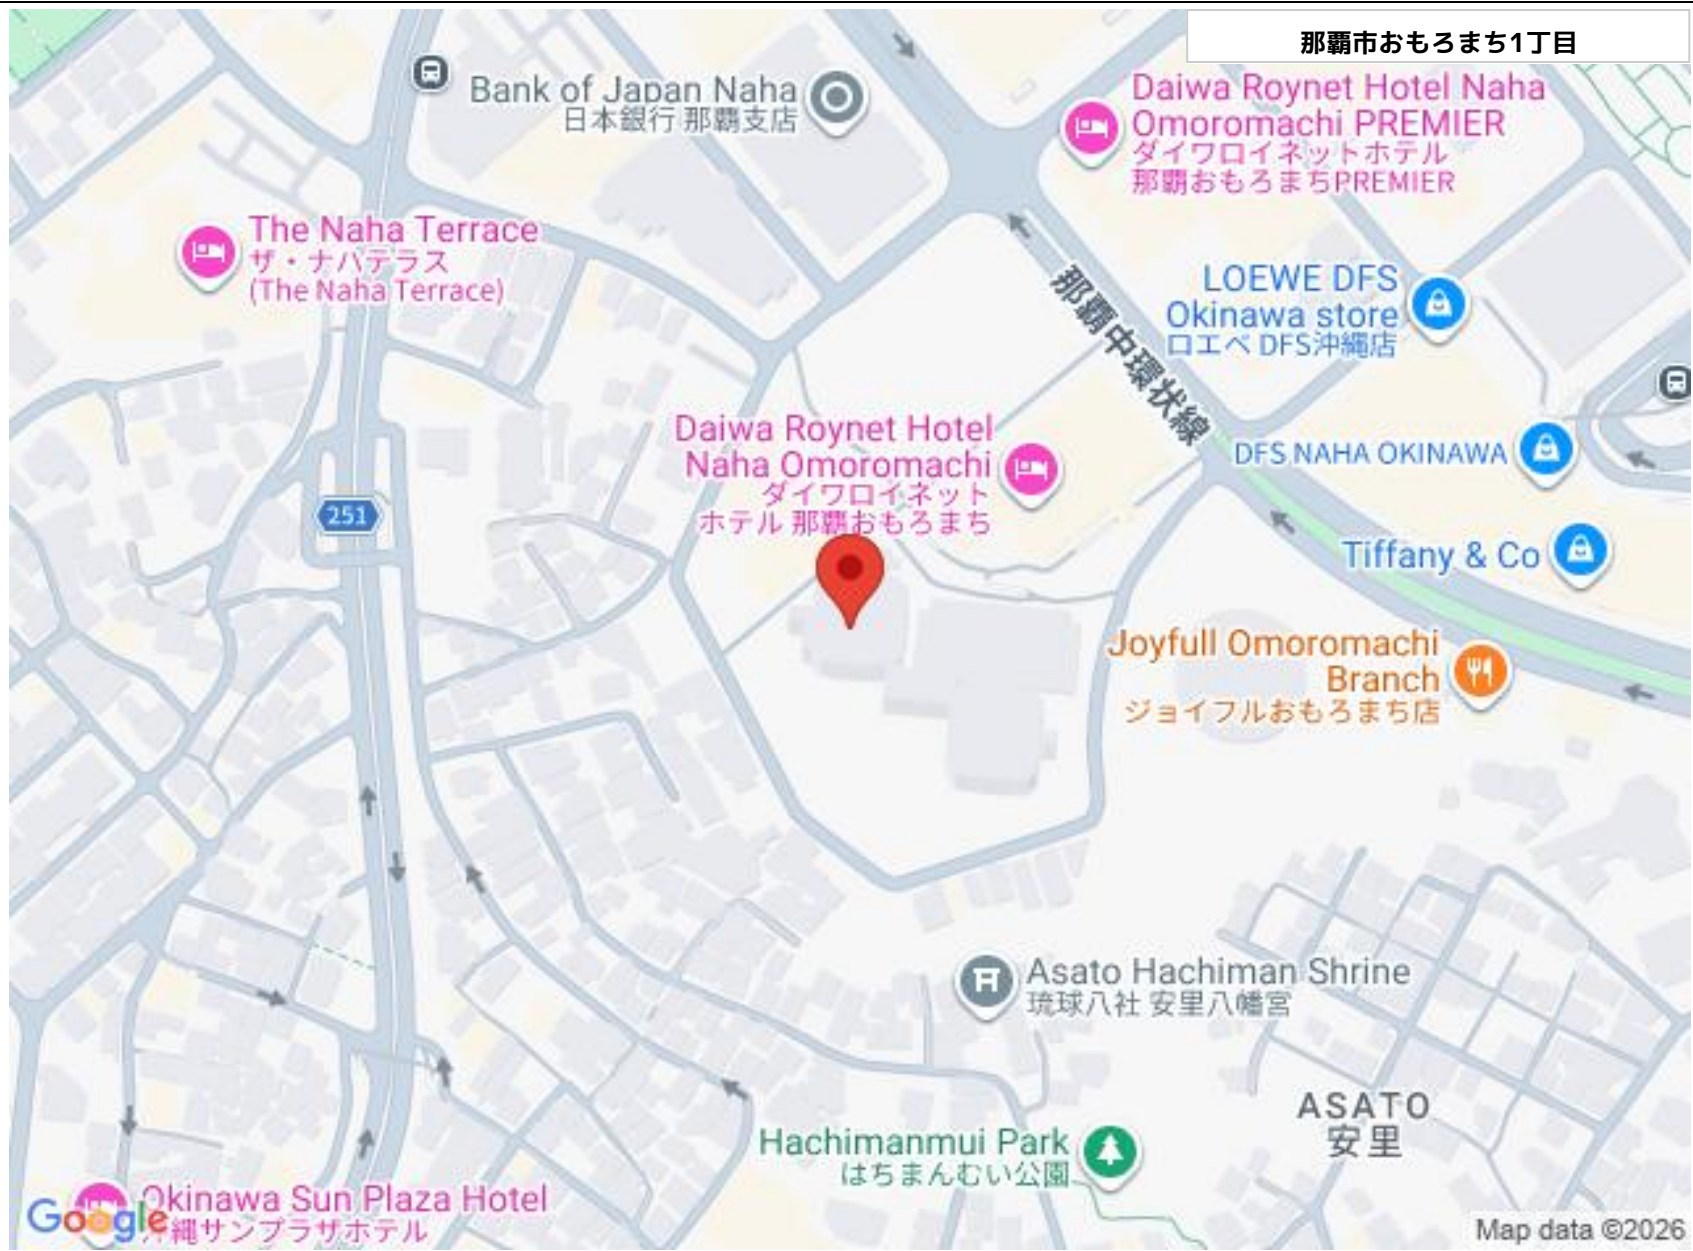 那覇市おもろまち1丁目
Bank of Japan Naha
日本銀行 那覇支店
Daiwa Roynet Hotel Naha
Omoromachi PREMIER
ダイワロイネットホテル
那覇おもろまちPREMIER
The Naha Terrace
ザ・ナハテラス
(The Naha Terrace)
那覇中環状線
LOEWE DFS
Okinawa store
ロエベ DFS沖縄店
Daiwa Roynet Hotel
Naha Omoromachi
ダイワロイネット
ホテル 那覇おもろまち
DFS NAHA OKINAWA
251
Tiffany & Co
Joyfull Omoromachi
Branch
ジョイフルおもろまち店
Asato Hachiman Shrine
琉球八社 安里八幡宮
ASATO
安里
Hachimanmui Park
はちまんむい公園
Okinawa Sun Plaza Hotel
沖縄サンプラザホテル
Google
Map data ©2026